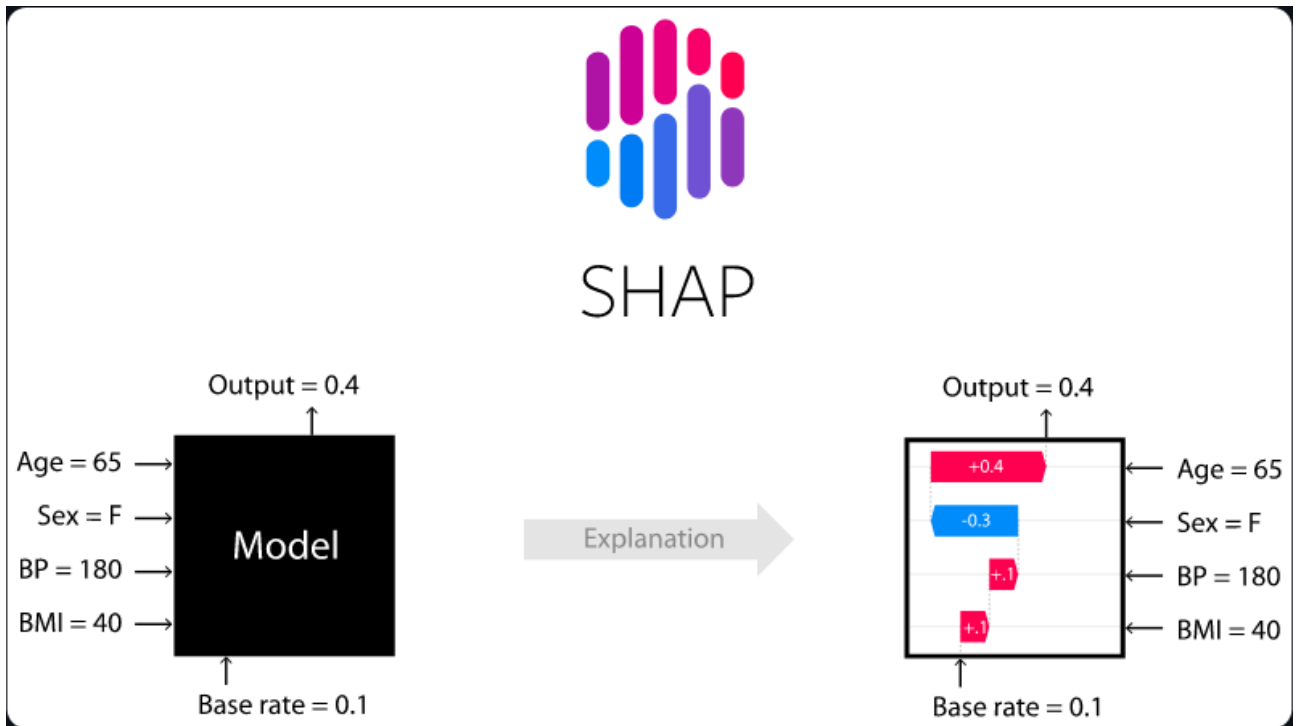 SHAP
Output = 0.4
Age = 65
Sex = F
BP = 180
BMI = 40
Model
Base rate = 0.1
Explanation
Output = 0.4
+0.4
-0.3
+.1
+.1
Age = 65
Sex = F
BP = 180
BMI = 40
Base rate = 0.1